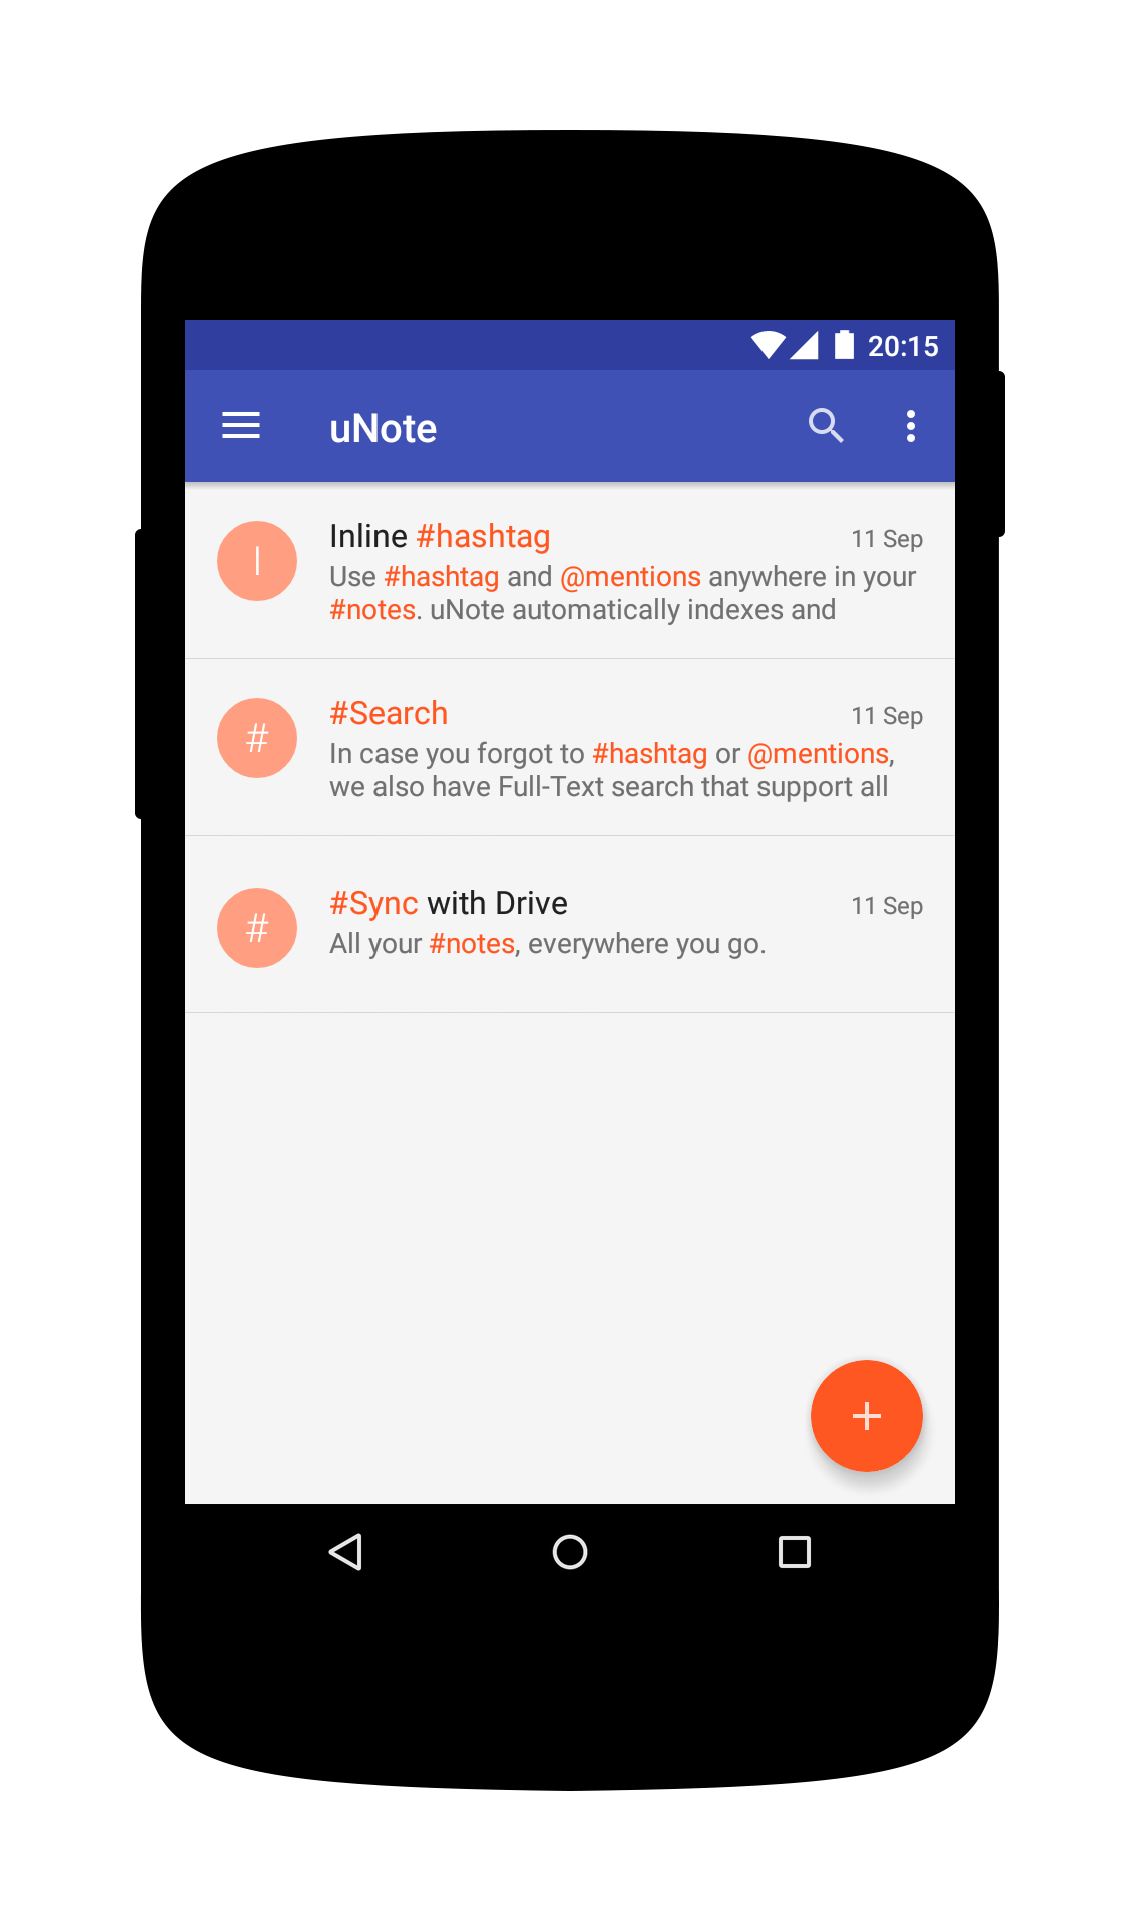 20:15
uNote
I
Inline #hashtag
11 Sep
Use #hashtag and @mentions anywhere in your
#notes. uNote automatically indexes and
#
#Search
11 Sep
In case you forgot to #hashtag or @mentions,
we also have Full-Text search that support all
#
#Sync with Drive
11 Sep
All your #notes, everywhere you go.